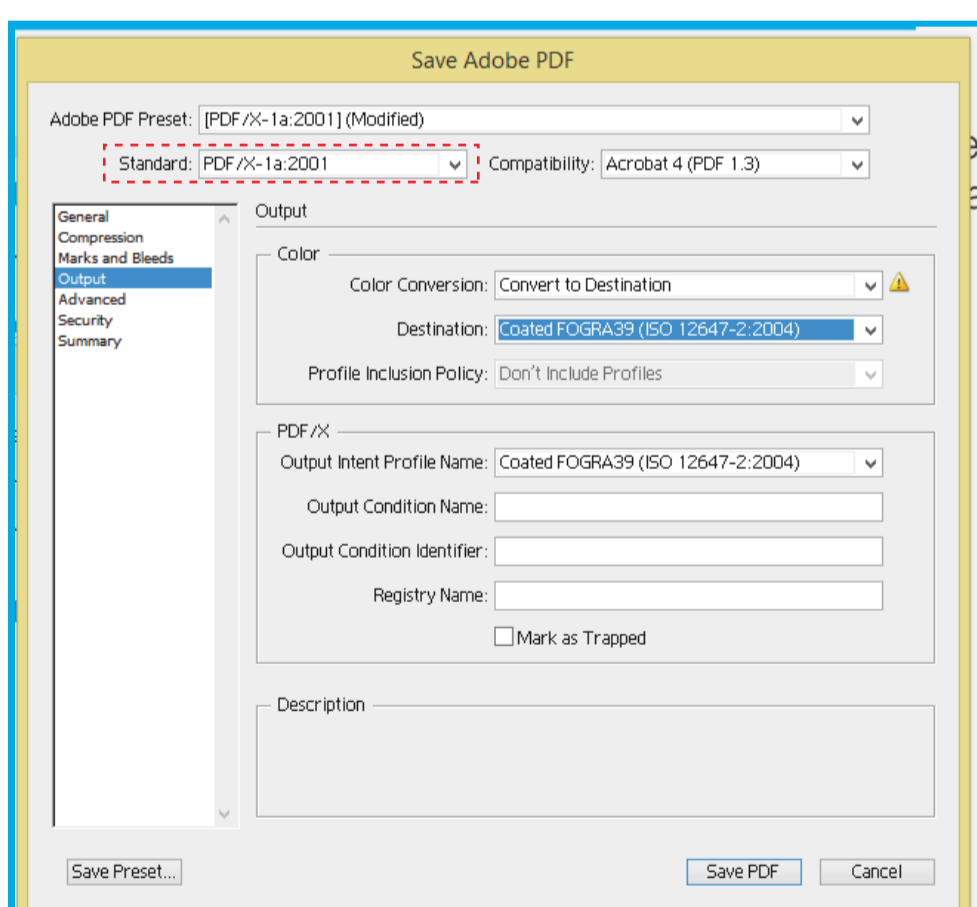 Save Adobe PDF
Adobe PDF Preset: [PDF/X-1a:2001] (Modified)
Standard: PDF/X-1a:2001 Compatibility: Acrobat 4 (PDF 1.3)
General
Compression
Marks and Bleeds
Output
Advanced
Security
Summary
Output
Color
Color Conversion: Convert to Destination
Destination: Coated FOGRA39 (ISO 12647-2:2004)
Profile Inclusion Policy: Don't Include Profiles
PDF/X
Output Intent Profile Name: Coated FOGRA39 (ISO 12647-2:2004)
Output Condition Name:
Output Condition Identifier:
Registry Name:
Mark as Trapped
Description
Save Preset...
Save PDF
Cancel